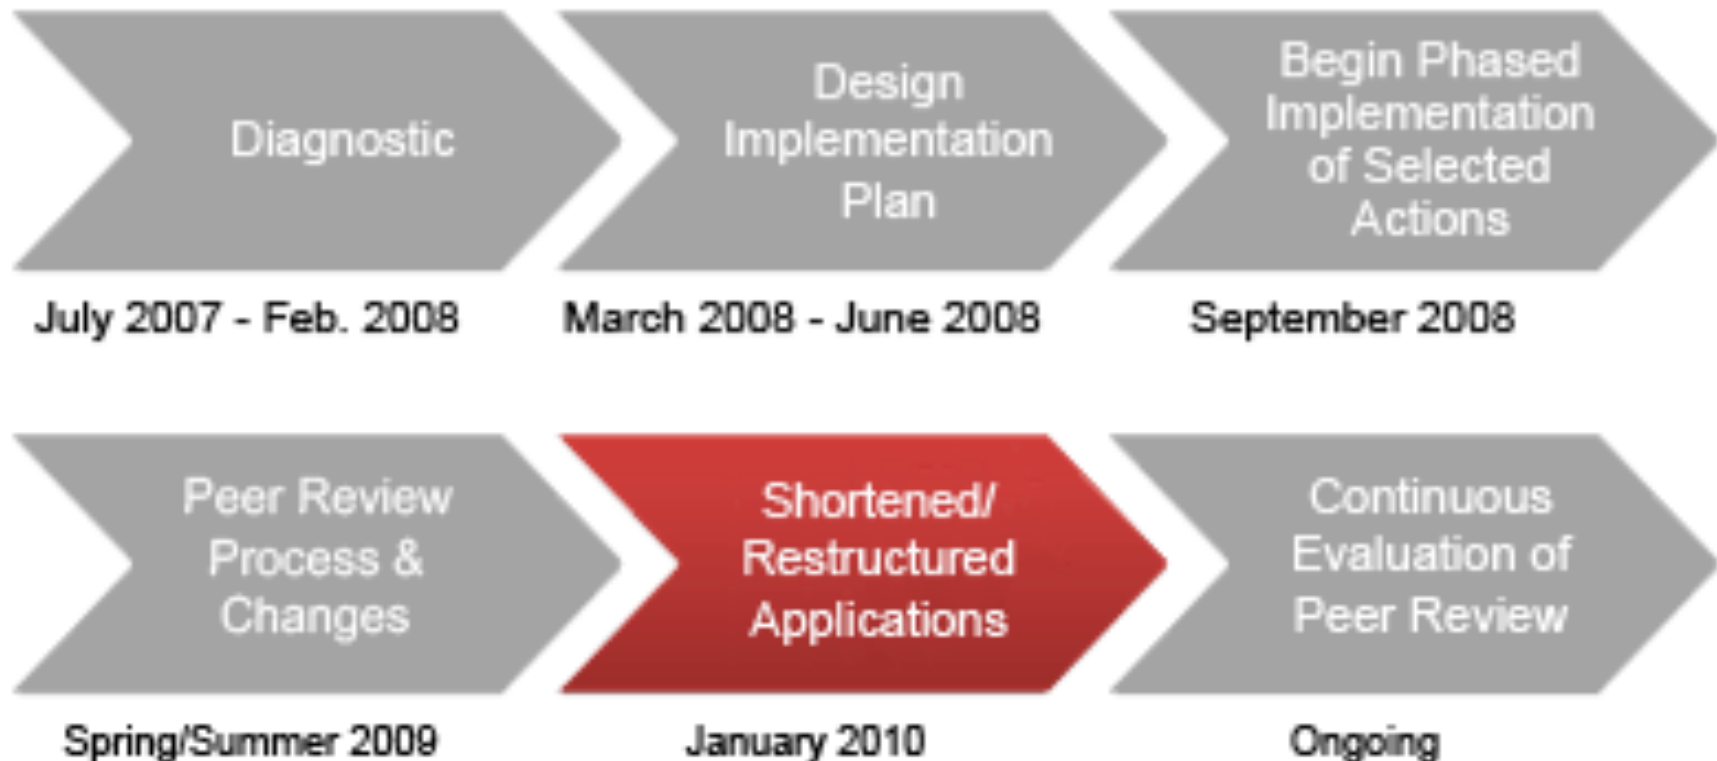 Diagnostic
Design
Implementation
Plan
Begin Phased
Implementation
of Selected
Actions
July 2007 - Feb. 2008
March 2008 - June 2008
September 2008
Peer Review
Process &
Changes
Shortened/
Restructured
Applications
Continuous
Evaluation of
Peer Review
Spring/Summer 2009
January 2010
Ongoing